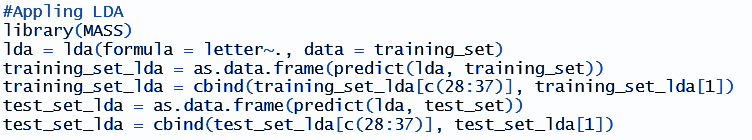 #Appling LDA
library(MASS)
lda = lda(formula = letter~., data = training_set)
training_set_lda = as.data.frame(predict(lda, training_set))
training_set_lda = cbind(training_set_lda[c(28:37)], training_set_lda[1])
test_set_lda = as.data.frame(predict(lda, test_set))
test_set_lda = cbind(test_set_lda[c(28:37)], test_set_lda[1])